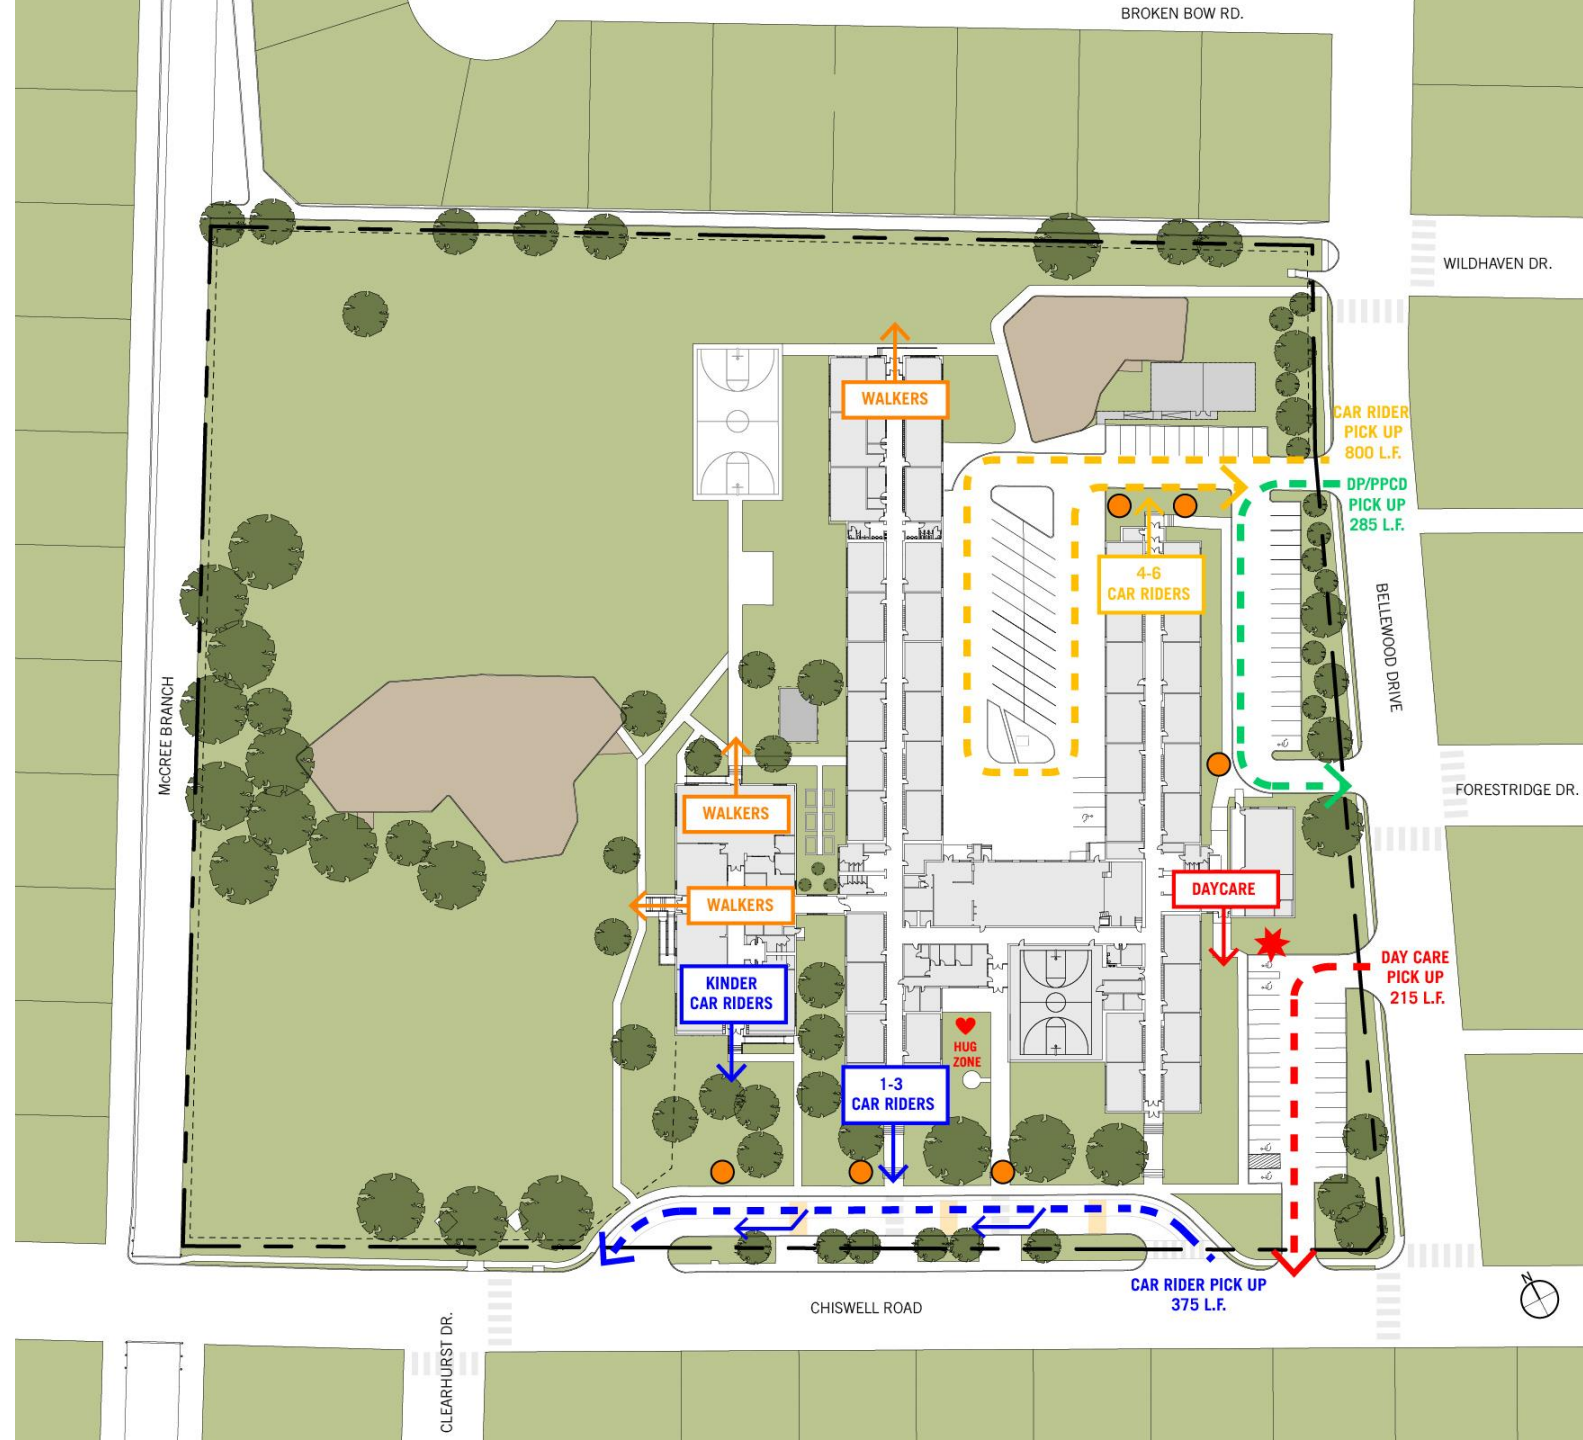 BROKEN BOW RD.
WILDHAVEN DR.
WALKERS
CAR RIDER
PICK UP
800 L.F.
DP/PPCD
PICK UP
285 L.F.
4-6
CAR RIDERS
BELLEWOOD DRIVE
McCREE BRANCH
FORESTRIDGE DR.
WALKERS
DAYCARE
WALKERS
DAY CARE
PICK UP
215 L.F.
KINDER
CAR RIDERS
HUG
ZONE
1-3
CAR RIDERS
CAR RIDER PICK UP
375 L.F.
CHISWELL ROAD
N
CLEARHURST DR.